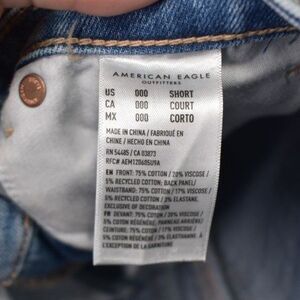 AMERICAN EAGLE
OUTFITTERS
US 000 SHORT
CA 000 COURT
MX 000 CORTO
MADE IN CHINA / FABRIQUÉ EN
CHINE / HECHO EN CHINA
RN 54485 / CA 03873
RFC# AEM1206859U9A
EN FRONT: 75% COTTON / 20% VISCOSE /
5% RECYCLED COTTON; BACK PANEL/
WAISTBAND: 75% COTTON / 17% VISCOSE /
5% RECYCLED COTTON / 3% ELASTANE,
EXCLUSIVE OF DECORATION
FR DEVANT: 75% COTON / 20% VISCOSE /
5% COTON RÉGÉNÉRÉ; PANNEAU ARRIÈRE/
CEINTURE: 75% COTON / 17% VISCOSE /
5% COTON RÉGÉNÉRÉ / 3% ÉLASTHANNE
À L'EXCEPTION DE LA GARNITURE